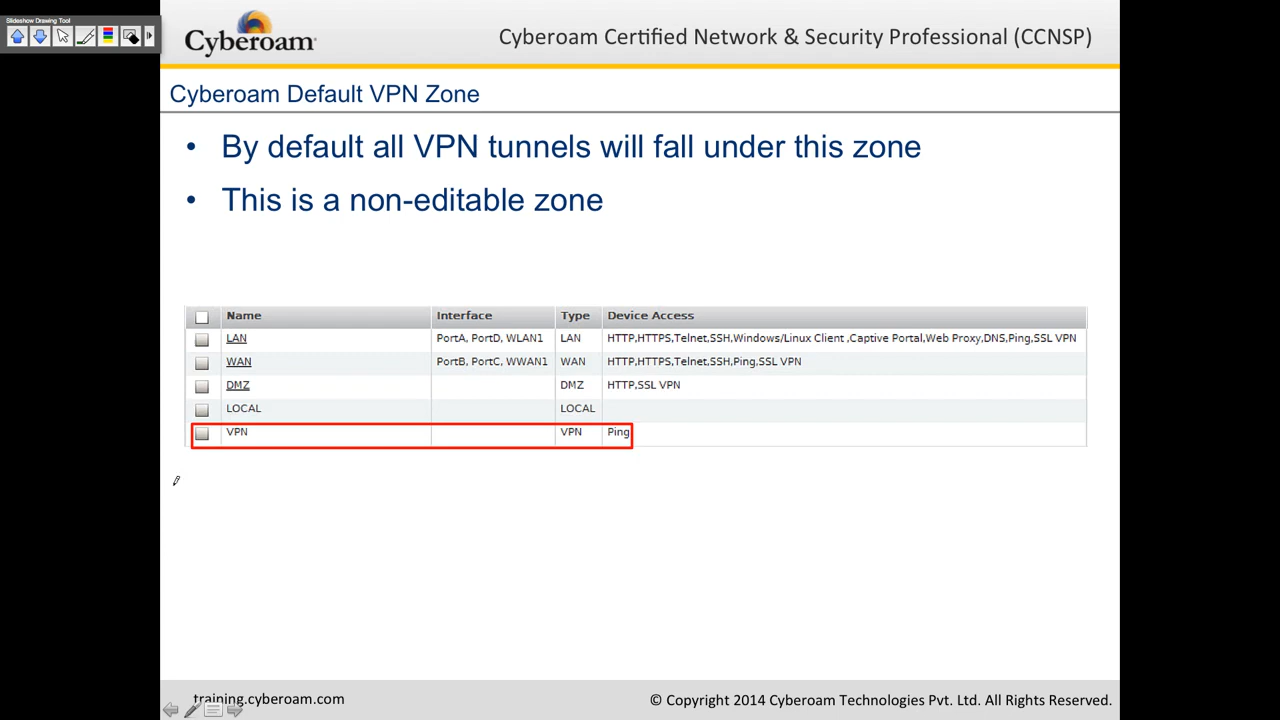 Slideshow Drawing Tool
Cyberoam
Cyberoam Certified Network & Security Professional (CCNSP)
Cyberoam Default VPN Zone
• By default all VPN tunnels will fall under this zone
• This is a non-editable zone
Name Interface Type Device Access
LAN PortA, PortD, WLAN1 LAN HTTP,HTTPS,Telnet,SSH,Windows/Linux Client ,Captive Portal,Web Proxy,DNS,Ping,SSL VPN
WAN PortB, PortC, WWAN1 WAN HTTP,HTTPS,Telnet,SSH,Ping,SSL VPN
DMZ DMZ HTTP,SSL VPN
LOCAL LOCAL
VPN VPN Ping
training.cyberoam.com © Copyright 2014 Cyberoam Technologies Pvt. Ltd. All Rights Reserved.